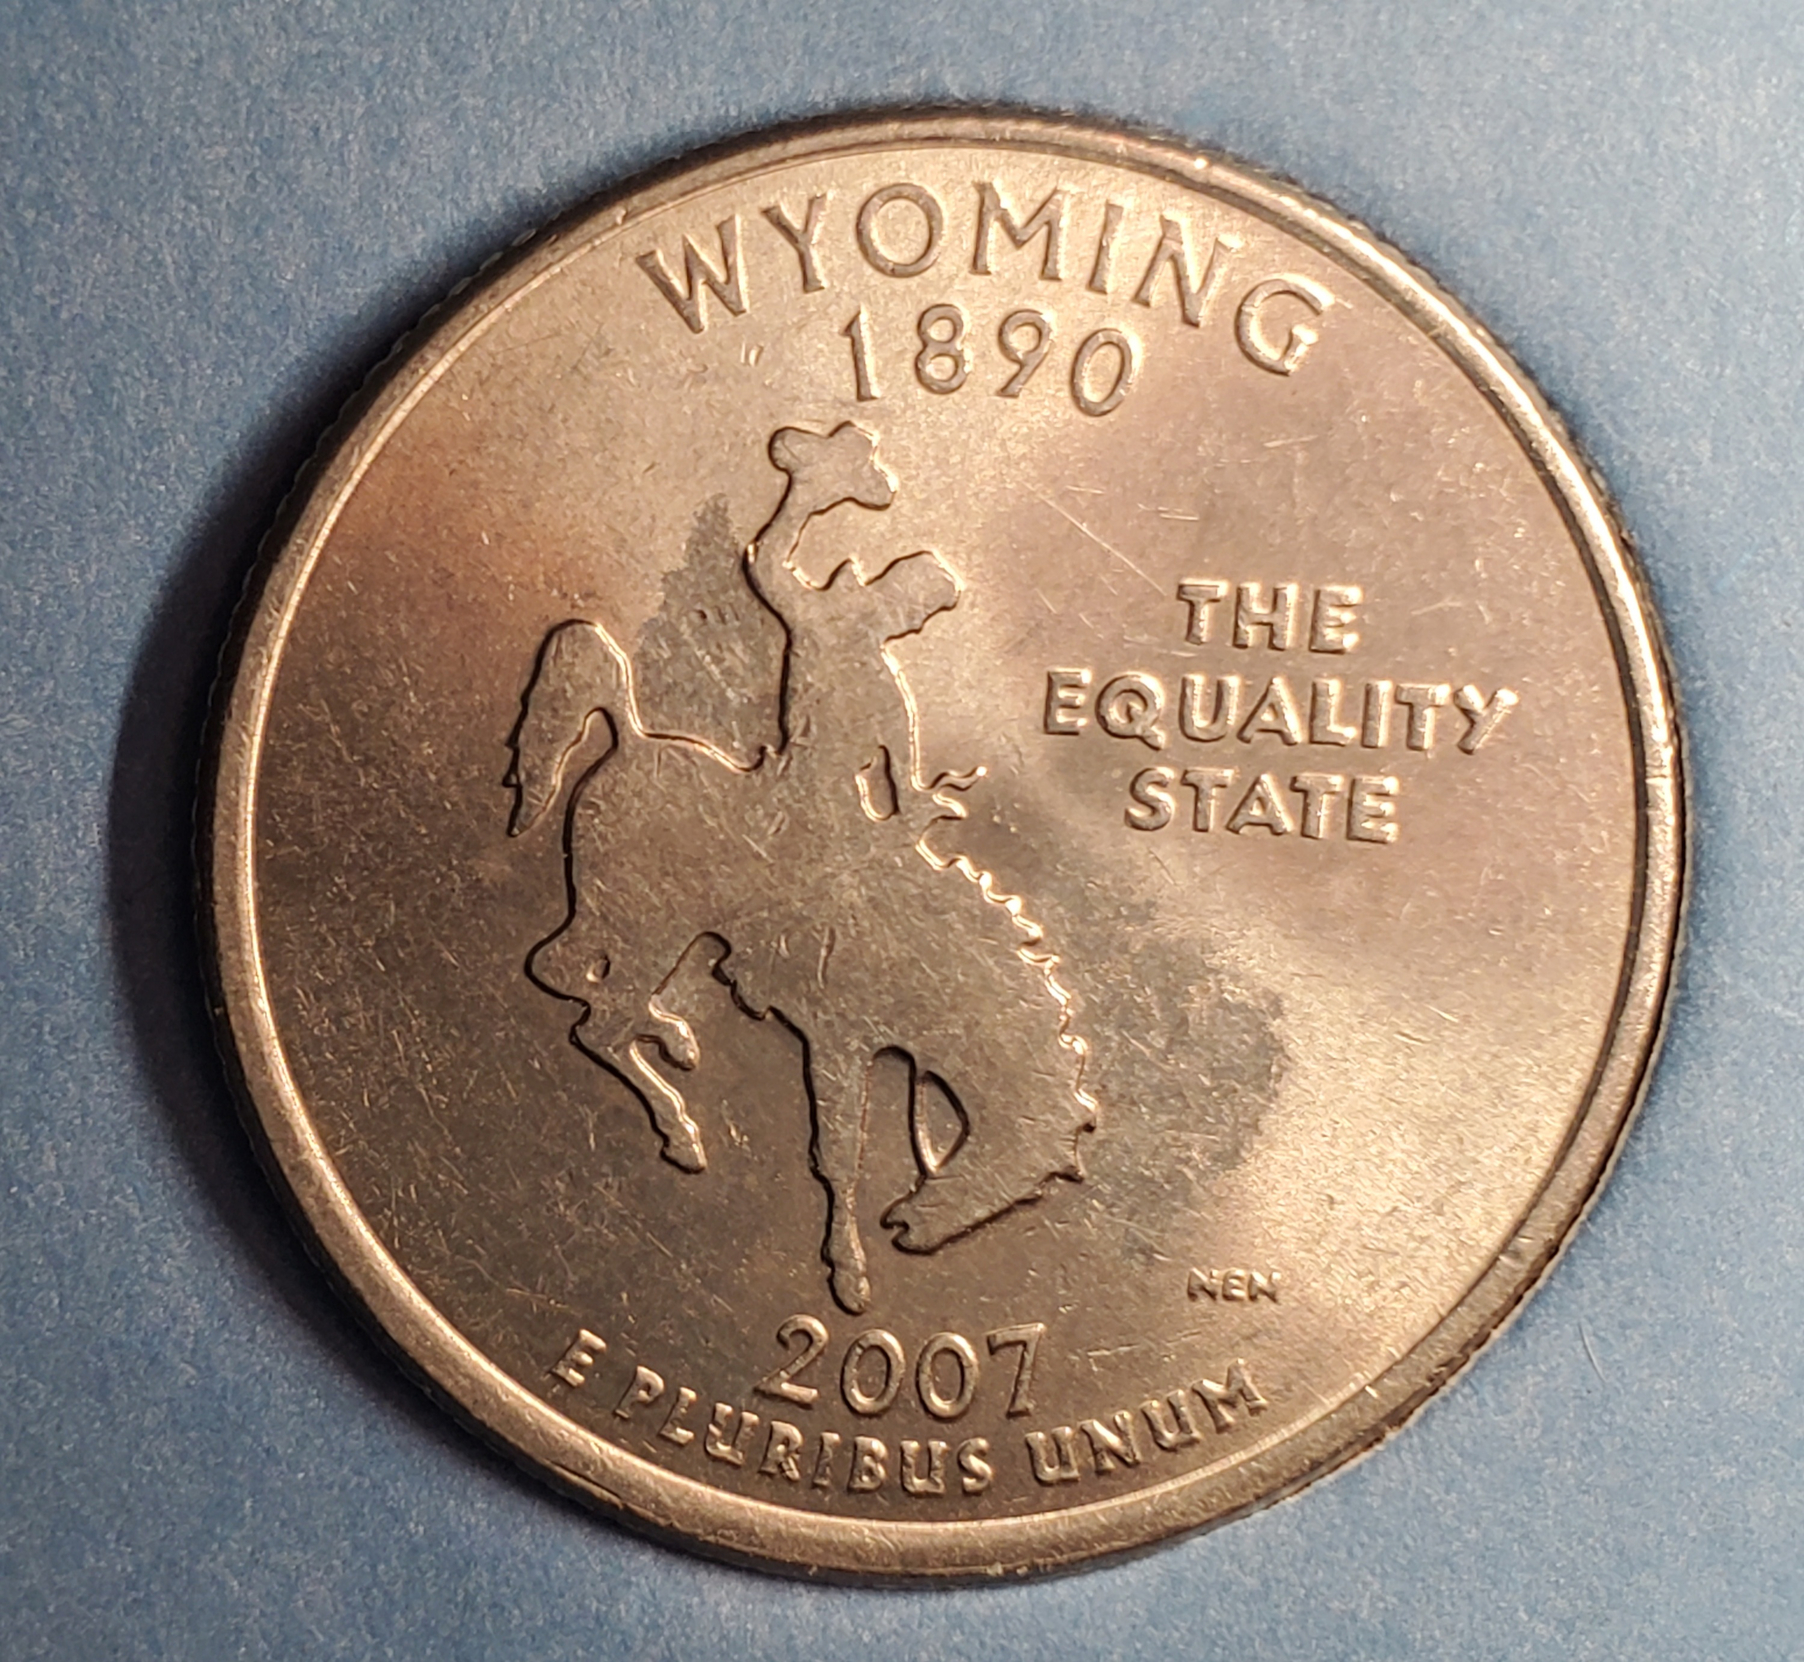 WYOMING
1890
THE
EQUALITY
STATE
NEN
2007
E PLURIBUS UNUM